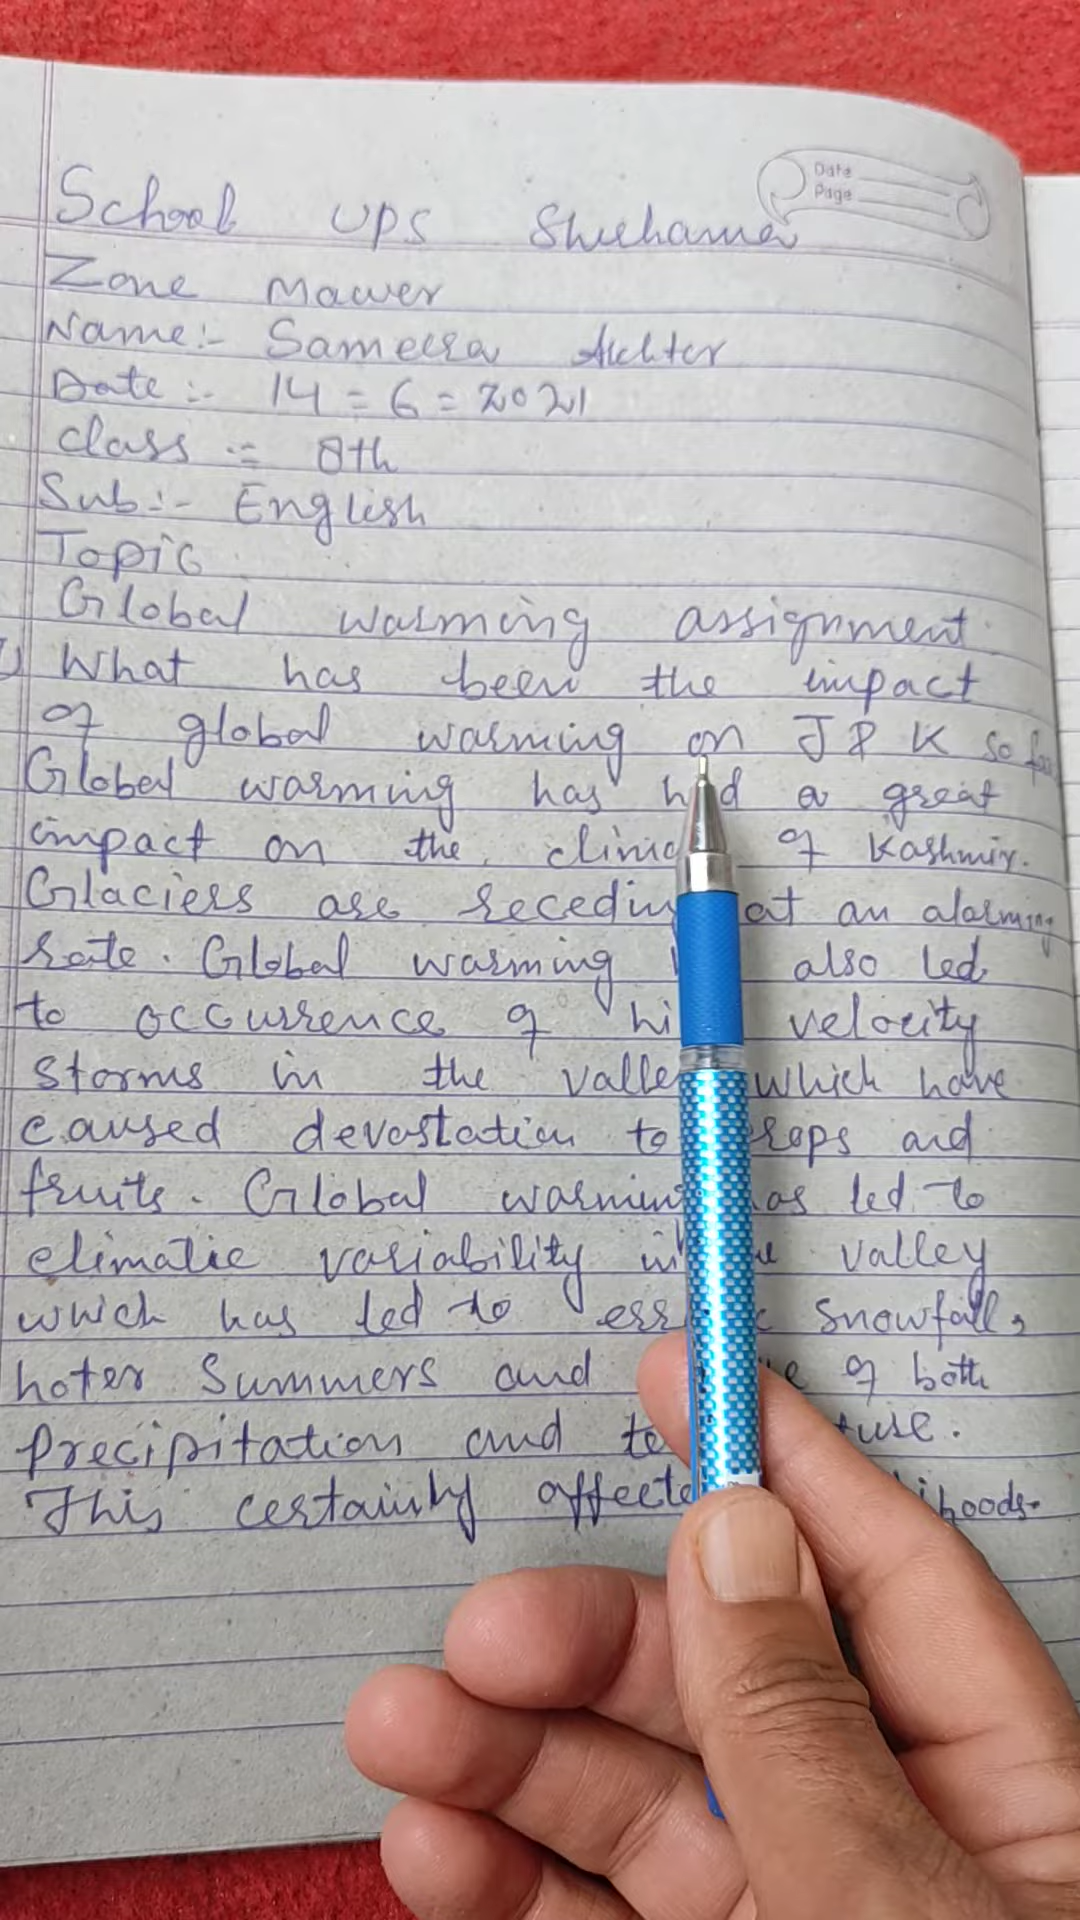 Date
Page
School UPS Shehama
Zone Mawer
Name:- Sameera Akhter
Date:- 14=6=2021
Class:= 8th
Sub:- English
Topic
Global warming assignment.
1) What has been the impact
of global warming on J & K so far
Global warming has had a great
impact on the of Kashmir.
Glaciers are at an alarming
rate. Global warming also led
to occurrence of velocity
storms in the which have
caused devastation to and
fruits. Global led to
climatic variability valley
which has led to snowfall,
hoter Summers and of both
Precipitation and
This certainly